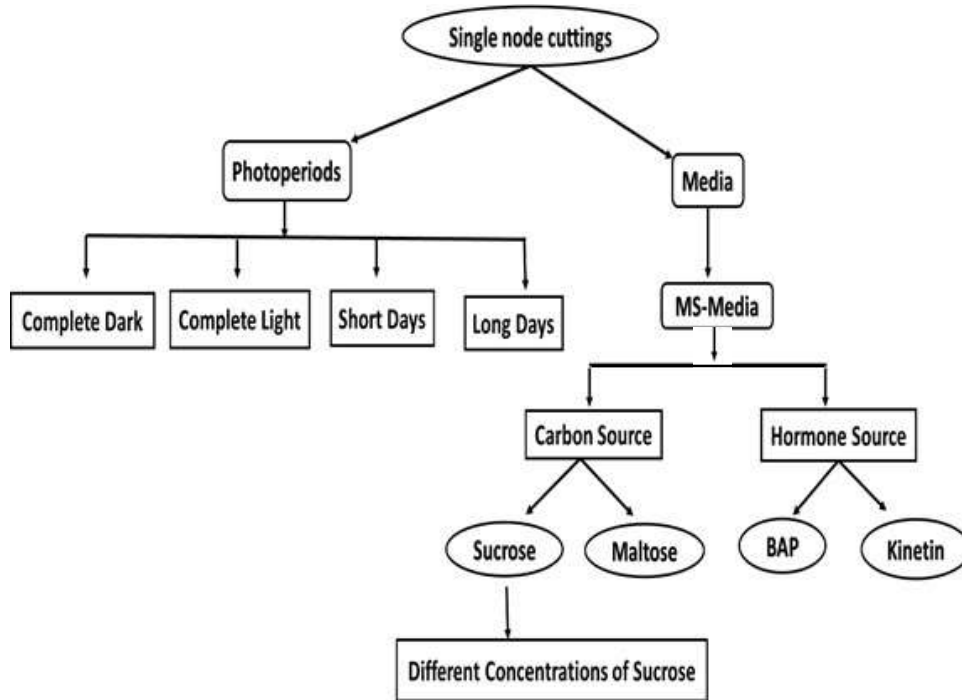 Single node cuttings
Photoperiods
Media
Complete Dark
Complete Light
Short Days
Long Days
MS-Media
Carbon Source
Hormone Source
Sucrose
Maltose
BAP
Kinetin
Different Concentrations of Sucrose